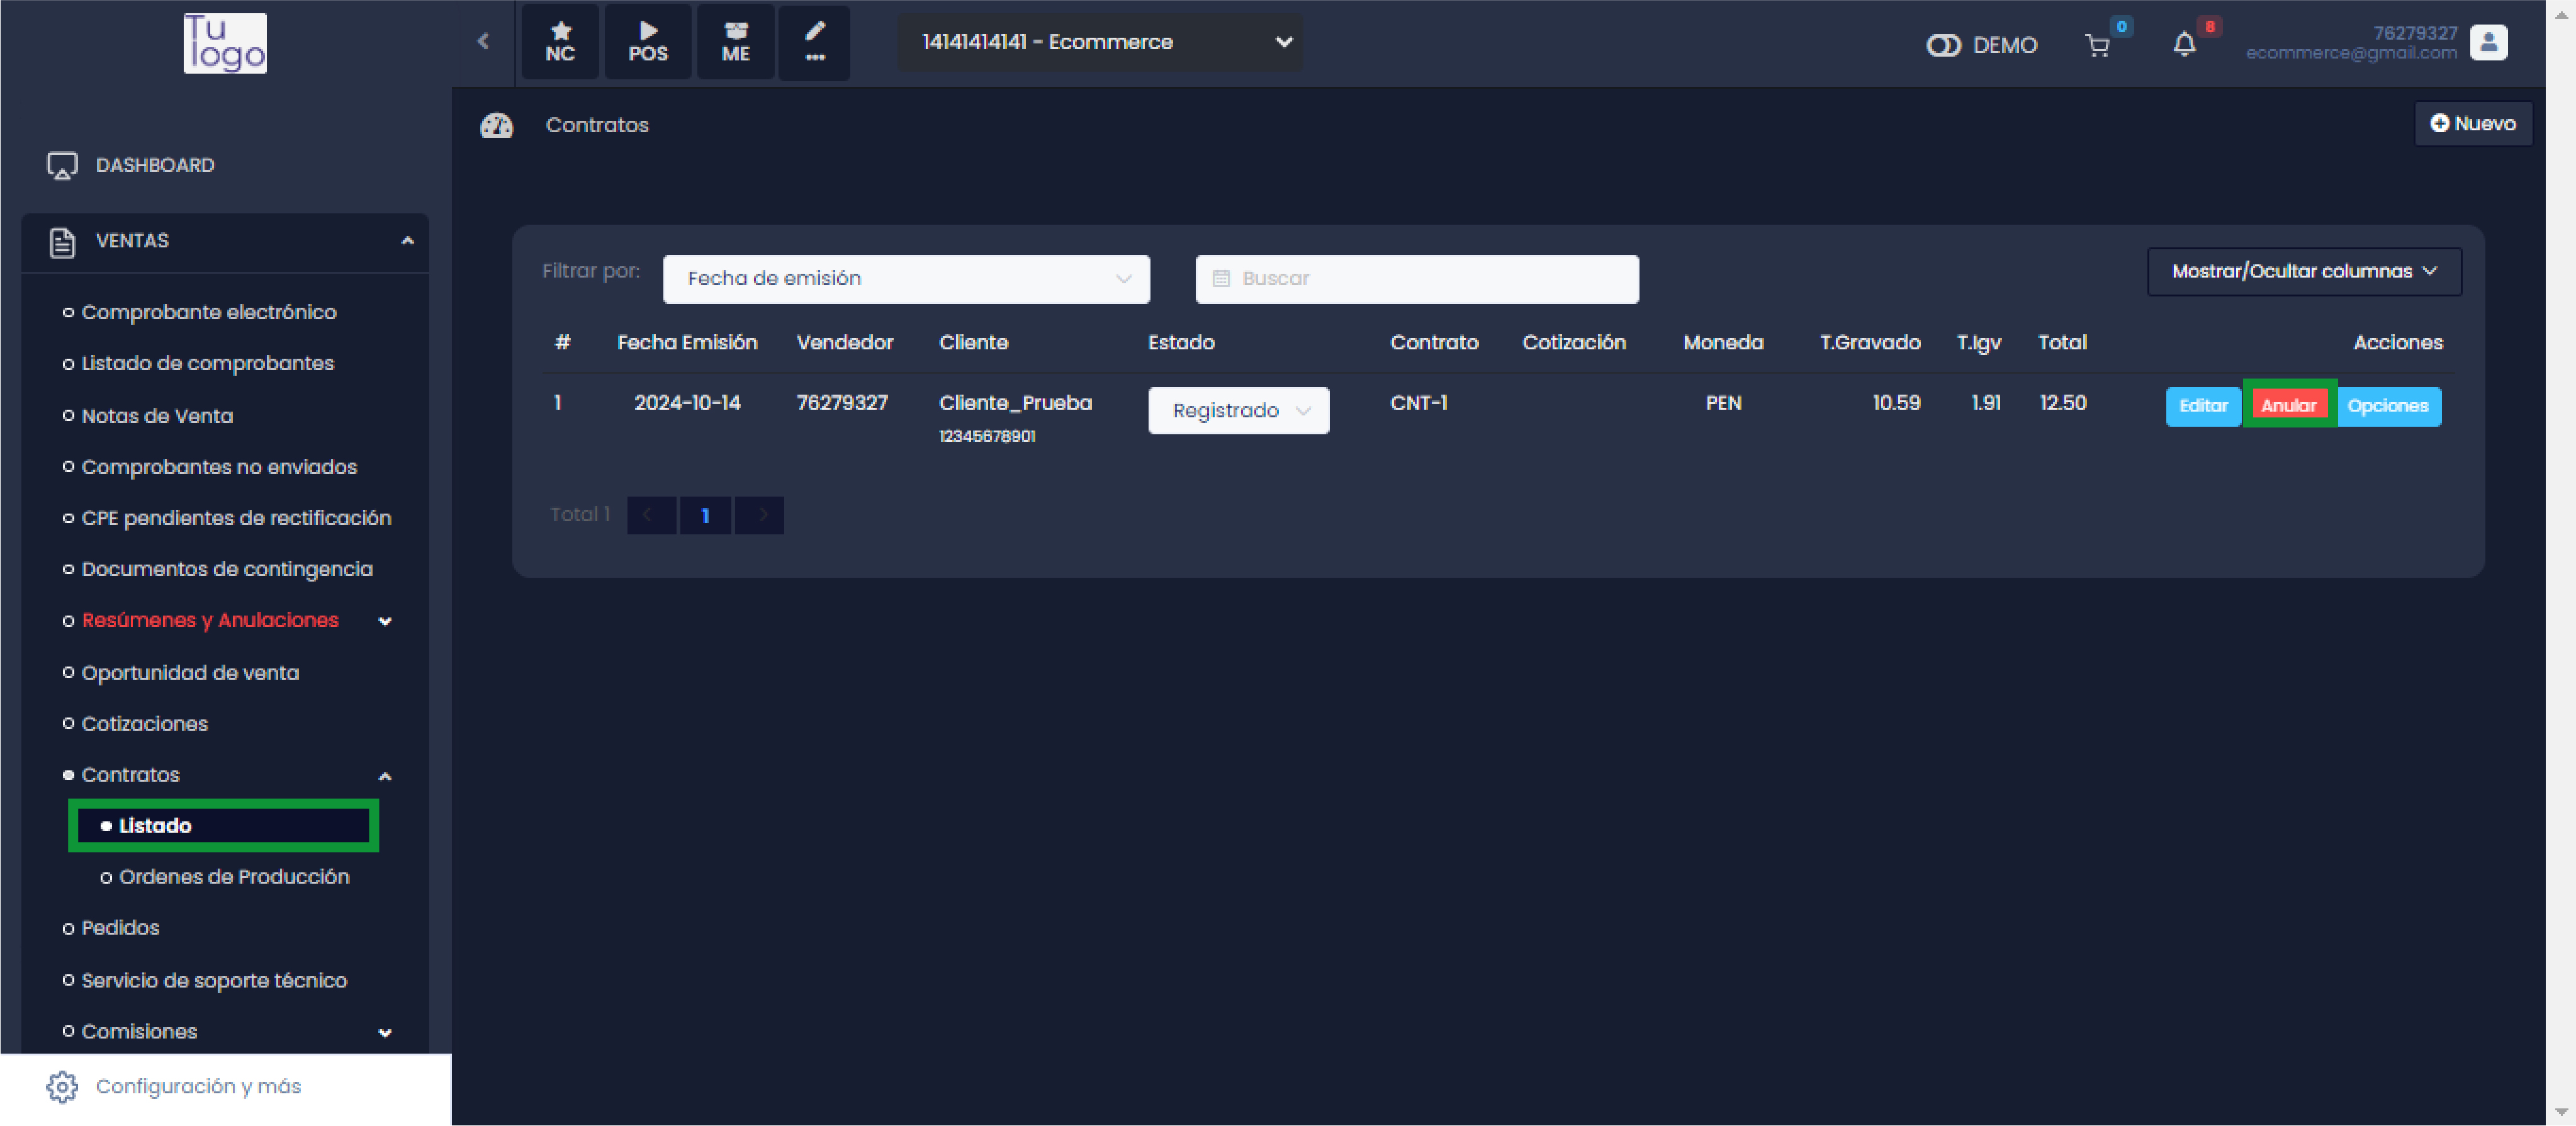 Tu
logo
NC
POS
ME
14141414141 - Ecommerce
DEMO
0
8
76279327
ecommerce@gmail.com
Contratos
Nuevo
DASHBOARD
VENTAS
Comprobante electrónico
Listado de comprobantes
Notas de Venta
Comprobantes no enviados
CPE pendientes de rectificación
Documentos de contingencia
Resúmenes y Anulaciones
Oportunidad de venta
Cotizaciones
Contratos
Listado
Ordenes de Producción
Pedidos
Servicio de soporte técnico
Comisiones
Configuración y más
Filtrar por: Fecha de emisión Buscar Mostrar/Ocultar columnas
# Fecha Emisión Vendedor Cliente Estado Contrato Cotización Moneda T.Gravado T.Igv Total Acciones
1 2024-10-14 76279327 Cliente_Prueba Registrado CNT-1 PEN 10.59 1.91 12.50 Editar Anular Opciones
12345678901
Total 1 1